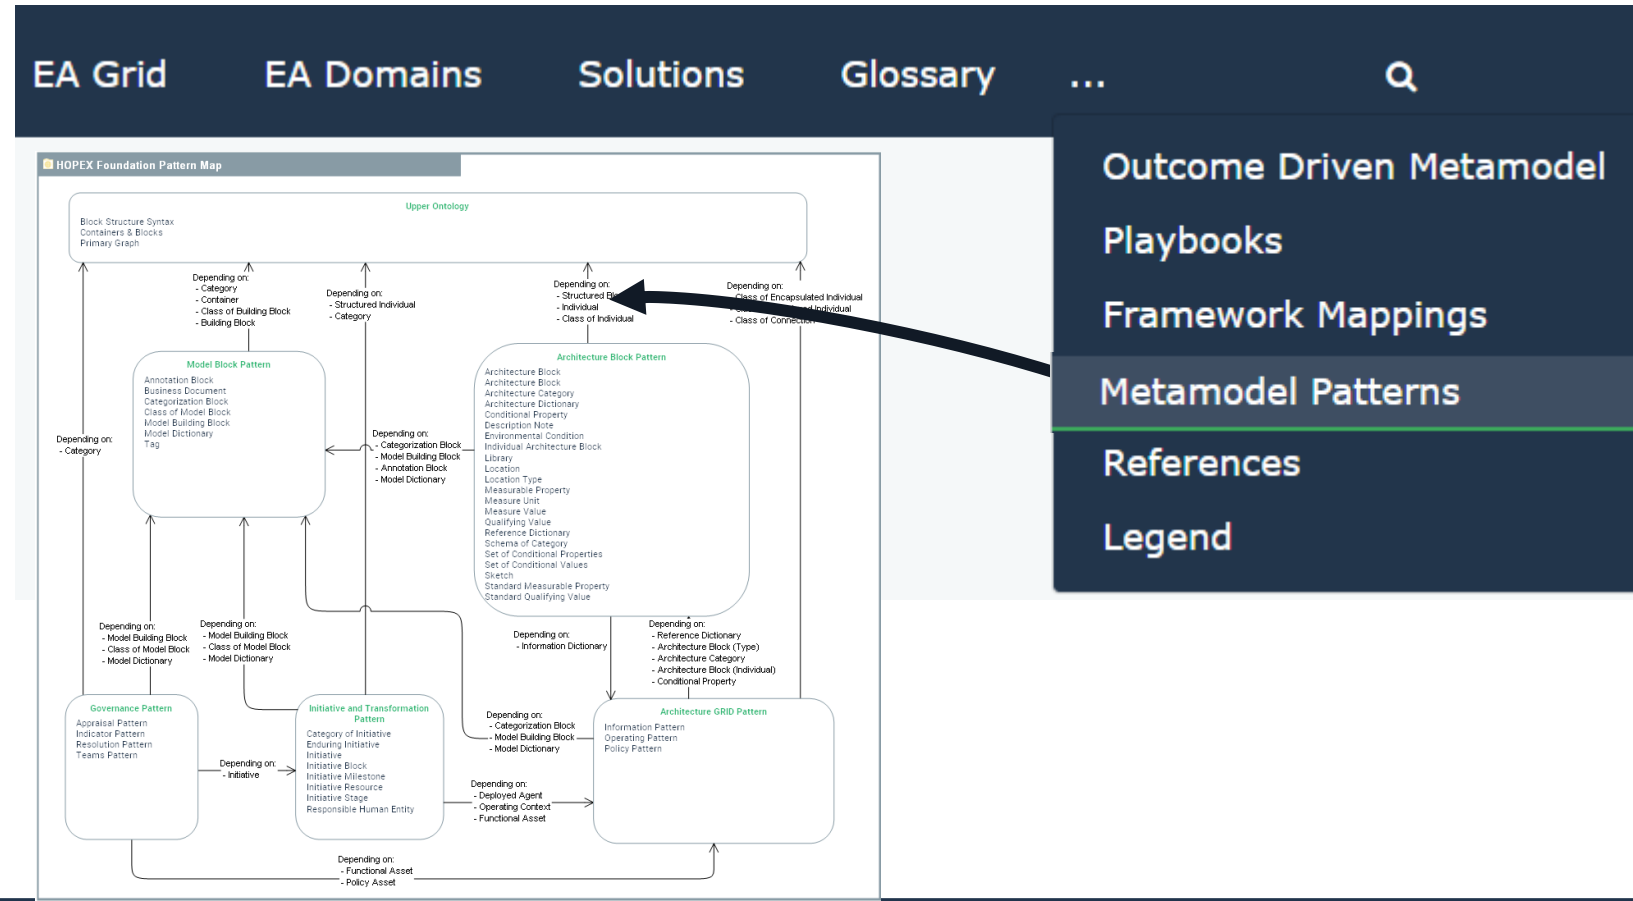 EA Grid
EA Domains
Solutions
Glossary
...
Outcome Driven Metamodel
Playbooks
Framework Mappings
Metamodel Patterns
References
Legend
HOPEX Foundation Pattern Map
Upper Ontology
Block Structure Syntax
Containers & Blocks
Primary Graph
Depending on:
- Category
- Container
- Class of Building Block
- Building Block
Depending on:
- Structured Individual
- Category
Depending on:
- Structured
- Individual
- Class of Individual
Depending on:
- Class of Encapsulated Individual
Individual
- Class of Connection
Model Block Pattern
Annotation Block
Business Document
Categorization Block
Class of Model Block
Model Building Block
Model Dictionary
Tag
Architecture Block Pattern
Architecture Block
Architecture Block
Architecture Category
Architecture Dictionary
Conditional Property
Description Note
Environmental Condition
Individual Architecture Block
Library
Location
Location Type
Measurable Property
Measure Unit
Measure Value
Qualifying Value
Reference Dictionary
Schema of Category
Set of Conditional Properties
Set of Conditional Values
Sketch
Standard Measurable Property
Standard Qualifying Value
Depending on:
- Category
Depending on:
- Categorization Block
- Model Building Block
- Annotation Block
- Model Dictionary
Depending on:
- Model Building Block
- Class of Model Block
- Model Dictionary
Depending on:
- Model Building Block
- Class of Model Block
- Model Dictionary
Depending on:
- Information Dictionary
Depending on:
- Reference Dictionary
- Architecture Block (Type)
- Architecture Category
- Architecture Block (Individual)
- Conditional Property
Governance Pattern
Appraisal Pattern
Indicator Pattern
Resolution Pattern
Teams Pattern
Depending on:
- Initiative
Initiative and Transformation
Pattern
Category of Initiative
Enduring Initiative
Initiative
Initiative Block
Initiative Milestone
Initiative Resource
Initiative Stage
Responsible Human Entity
Depending on:
- Categorization Block
- Model Building Block
- Model Dictionary
Depending on:
- Deployed Agent
- Operating Context
- Functional Asset
Architecture GRID Pattern
Information Pattern
Operating Pattern
Policy Pattern
Depending on:
- Functional Asset
- Policy Asset